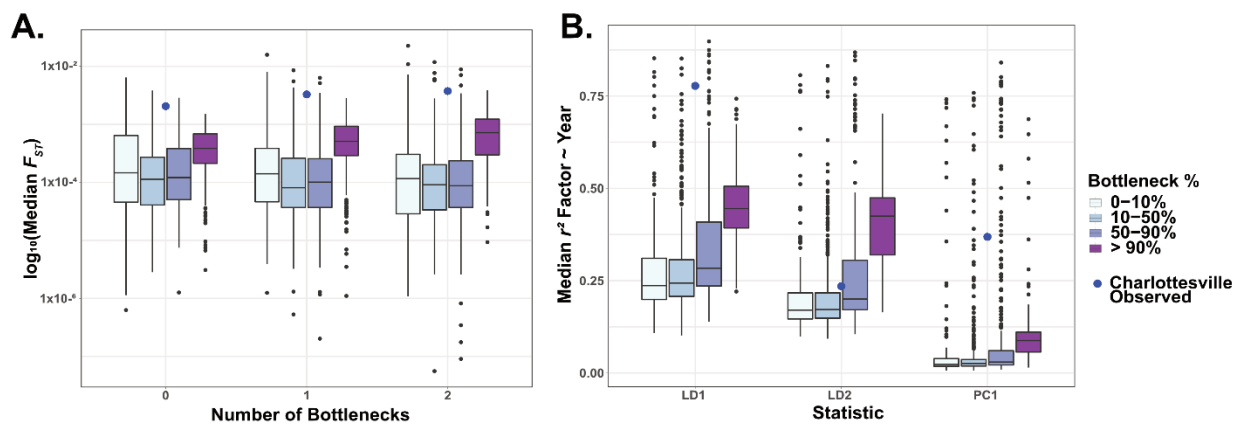 A.
log₁₀(Median F_ST)
1x10⁻²
1x10⁻⁴
1x10⁻⁶
0
1
2
Number of Bottlenecks
B.
Median r² Factor ~ Year
0.75
0.50
0.25
0.00
LD1
LD2
PC1
Statistic
Bottleneck %
0−10%
10−50%
50−90%
> 90%
Charlottesville
Observed